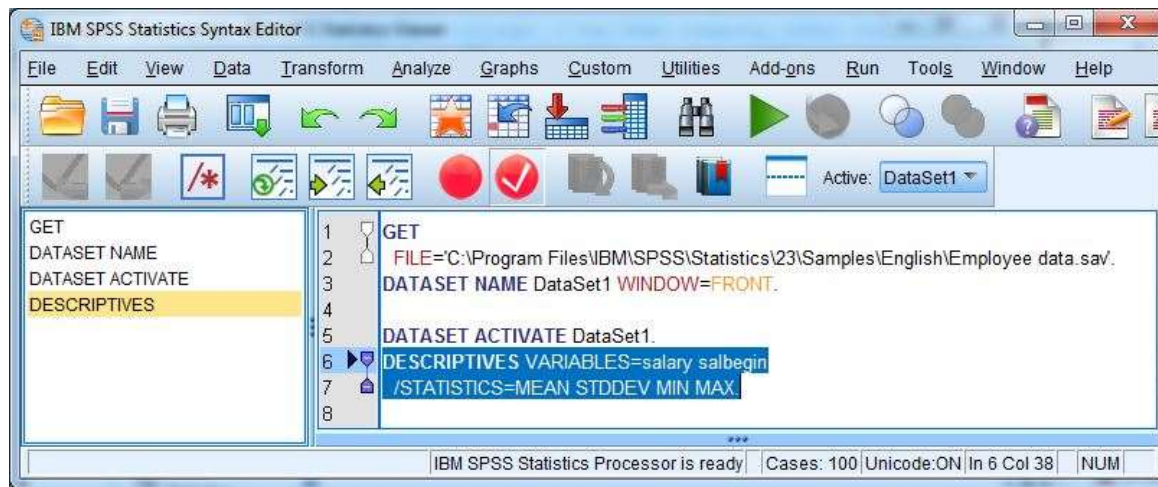 IBM SPSS Statistics Syntax Editor
File Edit View Data Transform Analyze Graphs Custom Utilities Add-ons Run Tools Window Help
/*
Active: DataSet1
GET
DATASET NAME
DATASET ACTIVATE
DESCRIPTIVES
1 GET
2 FILE='C:\Program Files\IBM\SPSS\Statistics\23\Samples\English\Employee data.sav'.
3 DATASET NAME DataSet1 WINDOW=FRONT.
4
5 DATASET ACTIVATE DataSet1.
6 DESCRIPTIVES VARIABLES=salary salbegin
7 /STATISTICS=MEAN STDDEV MIN MAX.
8
IBM SPSS Statistics Processor is ready Cases: 100 Unicode:ON In 6 Col 38 NUM